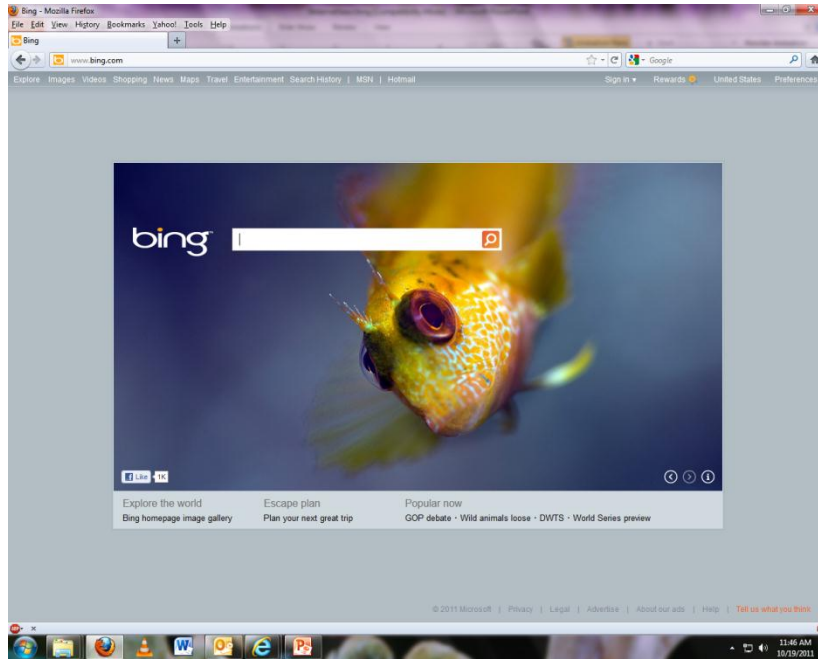 Bing - Mozilla Firefox
File Edit View History Bookmarks Yahoo! Tools Help
Bing
www.bing.com Google
Explore Images Videos Shopping News Maps Travel Entertainment Search History | MSN | Hotmail Sign in Rewards United States Preferences
bing
Like 1K
Explore the world Escape plan Popular now
Bing homepage image gallery Plan your next great trip GOP debate · Wild animals loose · DWTS · World Series preview
© 2011 Microsoft | Privacy | Legal | Advertise | About our ads | Help | Tell us what you think
11:46 AM
10/19/2011